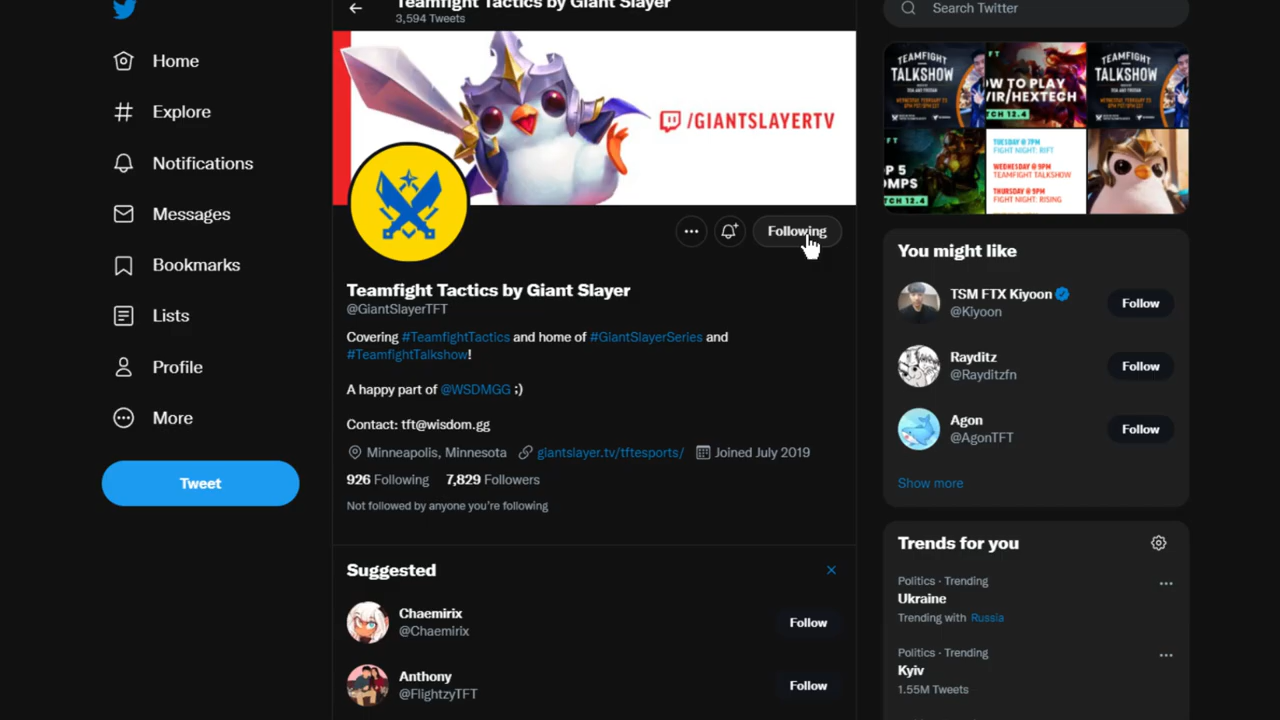 Home
Explore
Notifications
Messages
Bookmarks
Lists
Profile
More
Tweet
Teamfight Tactics by Giant Slayer
3,594 Tweets
/GIANTSLAYERTV
Following
Teamfight Tactics by Giant Slayer
@GiantSlayerTFT
Covering #TeamfightTactics and home of #GiantSlayerSeries and
#TeamfightTalkshow!
A happy part of @WSDMGG ;)
Contact: tft@wisdom.gg
Minneapolis, Minnesota giantslayer.tv/tftesports/ Joined July 2019
926 Following 7,829 Followers
Not followed by anyone you're following
Suggested
Chaemirix
@Chaemirix
Follow
Anthony
@FlightzyTFT
Follow
Search Twitter
TEAMFIGHT
TALKSHOW
OW TO PLAY
VIR/HEXTECH
TCH 12.4
TEAMFIGHT
TALKSHOW
OP 5
OMPS
TCH 12.4
TUESDAY @ 7PM
FIGHT NIGHT: RIFT
WEDNESDAY @ 9PM
TEAMFIGHT TALKSHOW
THURSDAY @ 9PM
FIGHT NIGHT: RISING
You might like
TSM FTX Kiyoon
@Kiyoon
Follow
Rayditz
@Rayditzfn
Follow
Agon
@AgonTFT
Follow
Show more
Trends for you
Politics · Trending
Ukraine
Trending with Russia
Politics · Trending
Kyiv
1.55M Tweets